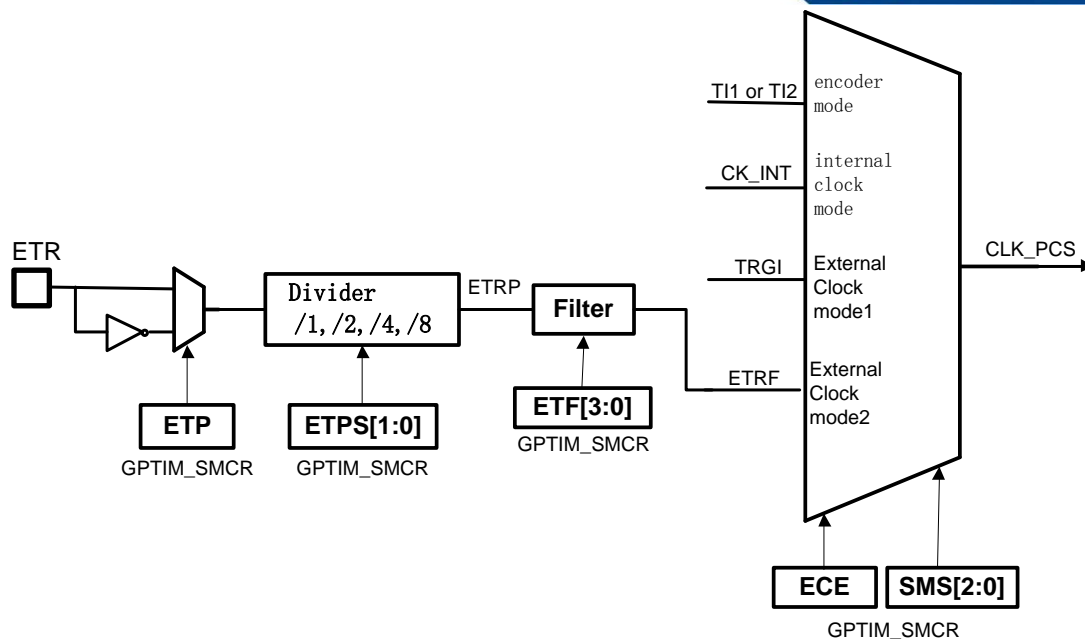 TI1 or TI2
encoder
mode
CK_INT
internal
clock
mode
ETR
TRGI
External
Clock
mode1
CLK_PCS
Divider
/1, /2, /4, /8
ETRP
Filter
ETRF
External
Clock
mode2
ETP
ETPS[1:0]
ETF[3:0]
GPTIM_SMCR
GPTIM_SMCR
GPTIM_SMCR
ECE
SMS[2:0]
GPTIM_SMCR